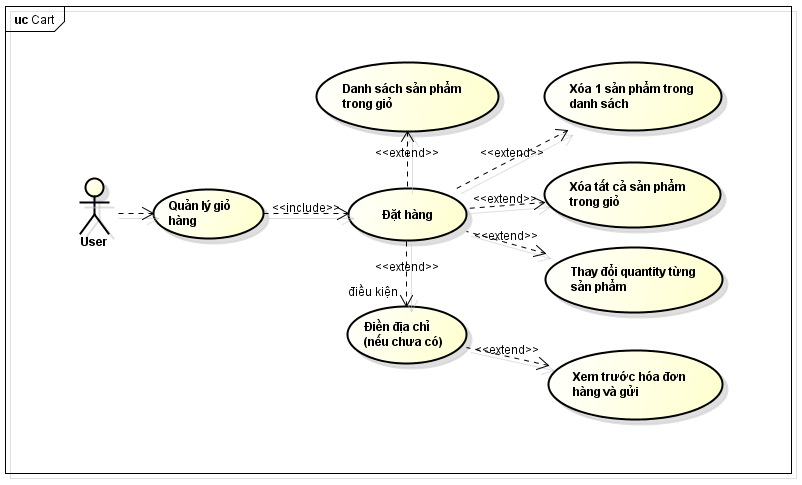 uc Cart
Danh sách sản phẩm
trong giỏ
Xóa 1 sản phẩm trong
danh sách
<<extend>>
<<extend>>
Quản lý giỏ
hàng
<<include>>
Đặt hàng
<<extend>>
Xóa tất cả sản phẩm
trong giỏ
User
<<extend>>
Thay đổi quantity từng
sản phẩm
<<extend>>
điều kiện
Điền địa chỉ
(nếu chưa có)
<<extend>>
Xem trước hóa đơn
hàng và gửi